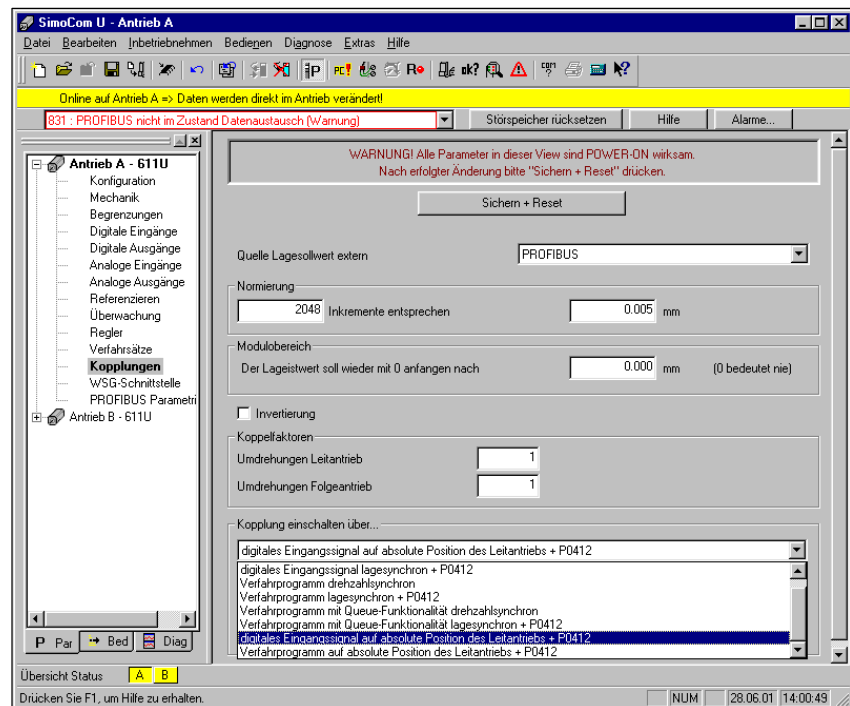 SimoCom U - Antrieb A
Datei Bearbeiten Inbetriebnehmen Bedienen Diagnose Extras Hilfe
Online auf Antrieb A => Daten werden direkt im Antrieb verändert!
831 : PROFIBUS nicht im Zustand Datenaustausch (Warnung) Störspeicher rücksetzen Hilfe Alarme...
Antrieb A - 611U
Konfiguration
Mechanik
Begrenzungen
Digitale Eingänge
Digitale Ausgänge
Analoge Eingänge
Analoge Ausgänge
Referenzieren
Überwachung
Regler
Verfahrsätze
Kopplungen
WSG-Schnittstelle
PROFIBUS Parametri
Antrieb B - 611U
P Par Bed Diag
WARNUNG! Alle Parameter in dieser View sind POWER-ON wirksam.
Nach erfolgter Änderung bitte "Sichern + Reset" drücken.
Sichern + Reset
Quelle Lagesollwert extern PROFIBUS
Normierung
2048 Inkremente entsprechen 0.005 mm
Modulobereich
Der Lageistwert soll wieder mit 0 anfangen nach 0.000 mm (0 bedeutet nie)
Invertierung
Koppelfaktoren
Umdrehungen Leitantrieb 1
Umdrehungen Folgeantrieb 1
Kopplung einschalten über...
digitales Eingangssignal auf absolute Position des Leitantriebs + P0412
digitales Eingangssignal lagesynchron + P0412
Verfahrprogramm drehzahlsynchron
Verfahrprogramm lagesynchron + P0412
Verfahrprogramm mit Queue-Funktionalität drehzahlsynchron
Verfahrprogramm mit Queue-Funktionalität lagesynchron + P0412
digitales Eingangssignal auf absolute Position des Leitantriebs + P0412
Verfahrprogramm auf absolute Position des Leitantriebs + P0412
Übersicht Status A B
Drücken Sie F1, um Hilfe zu erhalten. NUM 28.06.01 14:00:49